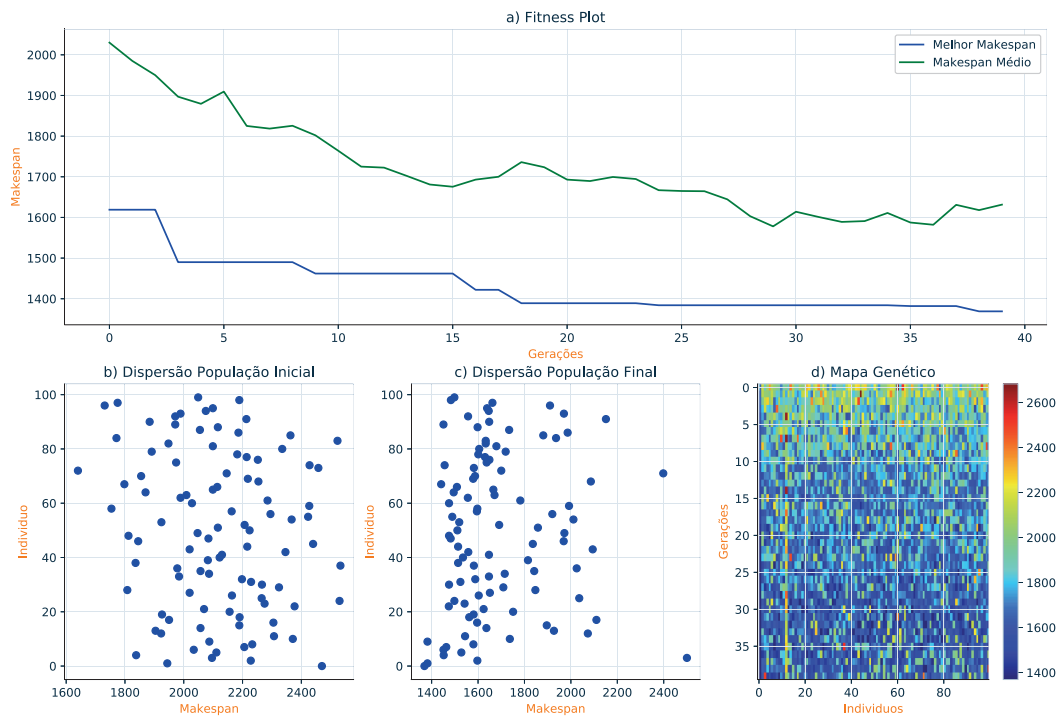 a) Fitness Plot
Makespan
2000
1900
1800
1700
1600
1500
1400
Melhor Makespan
Makespan Médio
0 5 10 15 20 25 30 35 40
Gerações
b) Dispersão População Inicial
Individuo
100
80
60
40
20
0
1600 1800 2000 2200 2400
Makespan
c) Dispersão População Final
Individuo
100
80
60
40
20
0
1400 1600 1800 2000 2200 2400
Makespan
d) Mapa Genético
Gerações
0
5
10
15
20
25
30
35
0 20 40 60 80
Individuos
2600
2400
2200
2000
1800
1600
1400